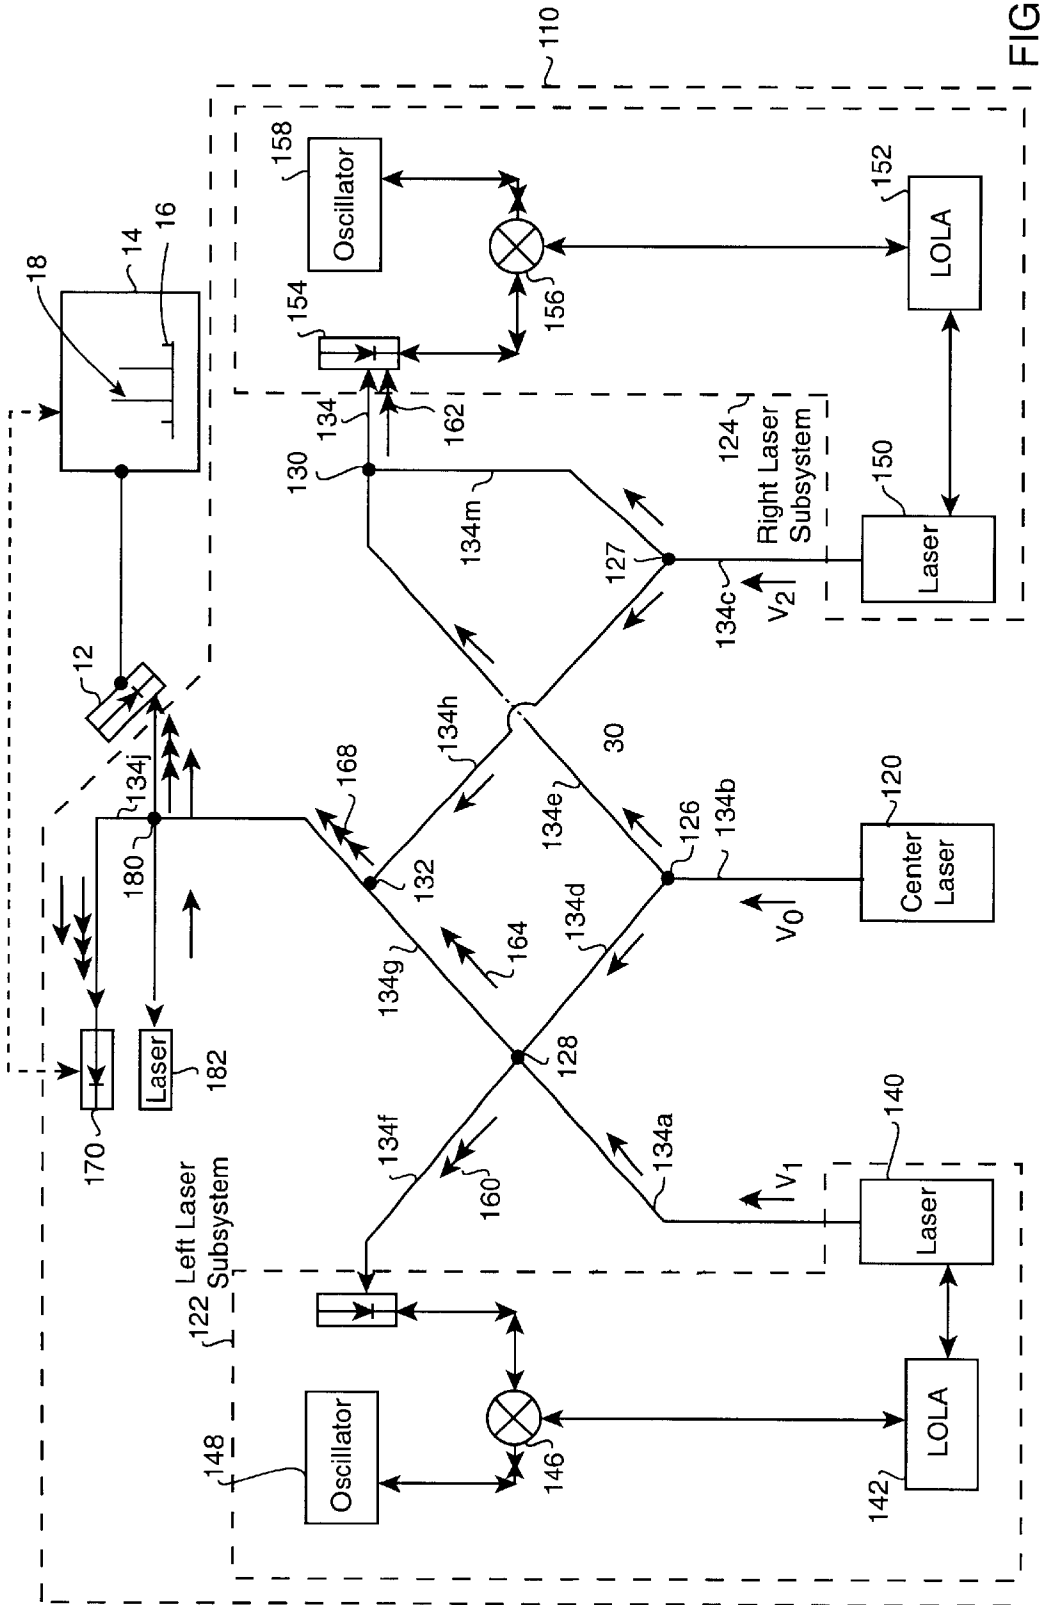 FIG
110
158
Oscillator
152
LOLA
14
16
18
154
156
134
162
124
Right Laser
Subsystem
150
Laser
130
134m
127
134c
V2
12
134j
134h
168
30
134e
134b
120
Center
Laser
126
V0
180
132
134g
164
134d
128
Laser
182
170
134f
160
134a
140
V1
Laser
Left Laser
Subsystem
122
148
Oscillator
146
142
LOLA